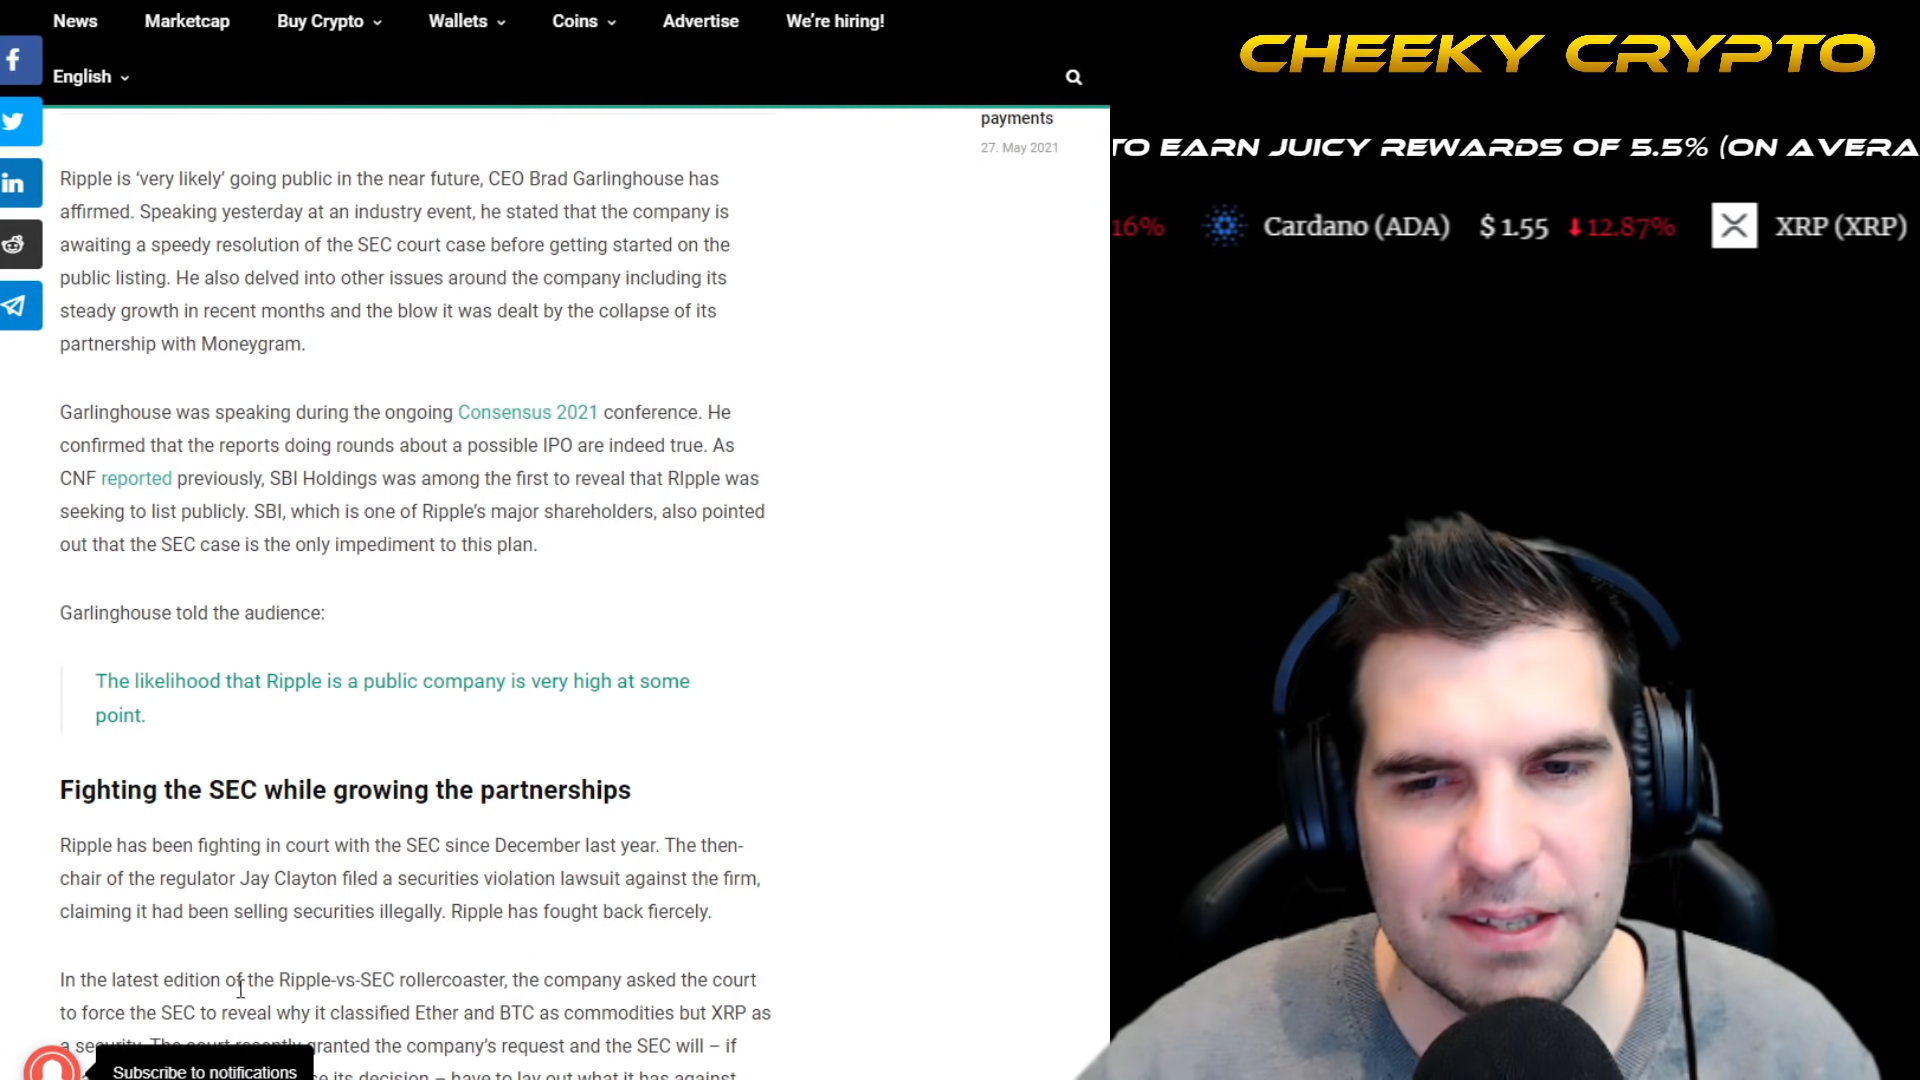 News Marketcap Buy Crypto Wallets Coins Advertise We're hiring!
English
CHEEKY CRYPTO
TO EARN JUICY REWARDS OF 5.5% (ON AVERA
16% Cardano (ADA) $ 1.55 12.87% XRP (XRP)
payments
27. May 2021
Ripple is ‘very likely’ going public in the near future, CEO Brad Garlinghouse has
affirmed. Speaking yesterday at an industry event, he stated that the company is
awaiting a speedy resolution of the SEC court case before getting started on the
public listing. He also delved into other issues around the company including its
steady growth in recent months and the blow it was dealt by the collapse of its
partnership with Moneygram.
Garlinghouse was speaking during the ongoing Consensus 2021 conference. He
confirmed that the reports doing rounds about a possible IPO are indeed true. As
CNF reported previously, SBI Holdings was among the first to reveal that RIpple was
seeking to list publicly. SBI, which is one of Ripple’s major shareholders, also pointed
out that the SEC case is the only impediment to this plan.
Garlinghouse told the audience:
The likelihood that Ripple is a public company is very high at some
point.
Fighting the SEC while growing the partnerships
Ripple has been fighting in court with the SEC since December last year. The then-
chair of the regulator Jay Clayton filed a securities violation lawsuit against the firm,
claiming it had been selling securities illegally. Ripple has fought back fiercely.
In the latest edition of the Ripple-vs-SEC rollercoaster, the company asked the court
to force the SEC to reveal why it classified Ether and BTC as commodities but XRP as
a security. The court recently granted the company’s request and the SEC will – if
Subscribe to notifications
its decision – have to lay out what it has against